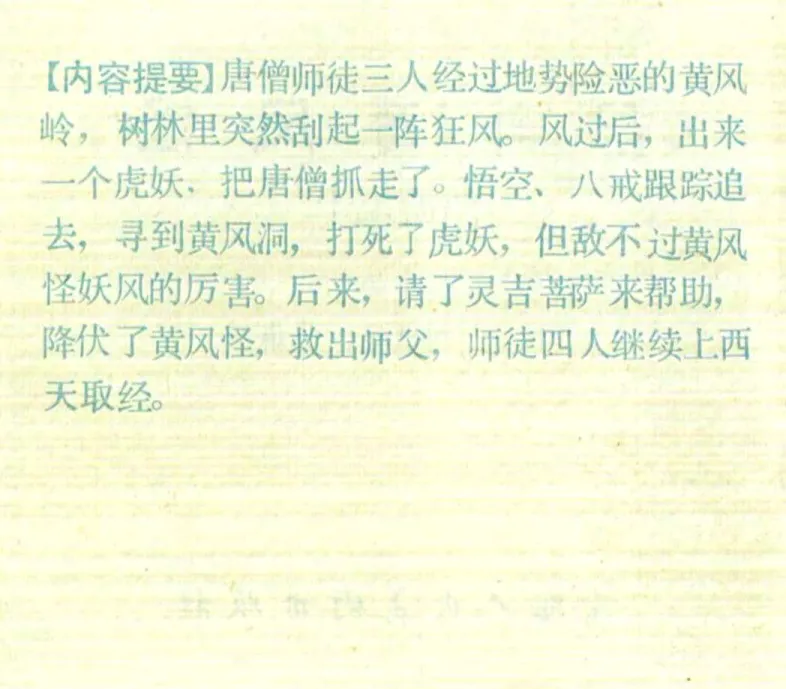 【内容提要】唐僧师徒三人经过地势险恶的黄风
岭，树林里突然刮起一阵狂风。风过后，出来
一个虎妖、把唐僧抓走了。悟空、八戒跟踪追
去，寻到黄风洞，打死了虎妖，但敌不过黄风
怪妖风的厉害。后来，请了灵吉菩萨来帮助，
降伏了黄风怪，救出师父，师徒四人继续上西
天取经。